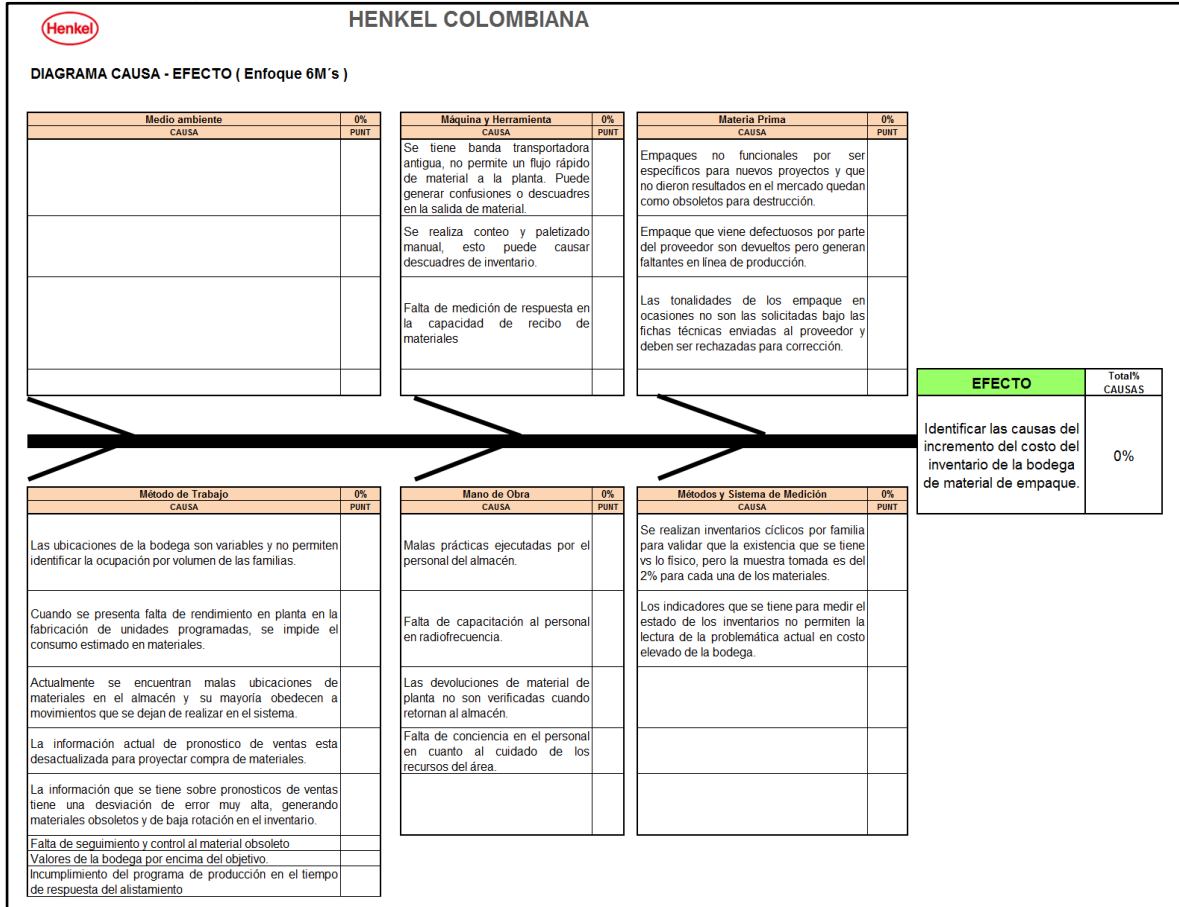 Henkel
HENKEL COLOMBIANA
DIAGRAMA CAUSA - EFECTO ( Enfoque 6M´s )
Medio ambiente 0%
CAUSA PUNT
Máquina y Herramienta 0%
CAUSA PUNT
Se tiene banda transportadora
antigua, no permite un flujo rápido
de material a la planta. Puede
generar confusiones o descuadres
en la salida de material.
Se realiza conteo y paletizado
manual, esto puede causar
descuadres de inventario.
Falta de medición de respuesta en
la capacidad de recibo de
materiales
Materia Prima 0%
CAUSA PUNT
Empaques no funcionales por ser
específicos para nuevos proyectos y que
no dieron resultados en el mercado quedan
como obsoletos para destrucción.
Empaque que viene defectuosos por parte
del proveedor son devueltos pero generan
faltantes en línea de producción.
Las tonalidades de los empaque en
ocasiones no son las solicitadas bajo las
fichas técnicas enviadas al proveedor y
deben ser rechazadas para corrección.
EFECTO
Total%
CAUSAS
Identificar las causas del
incremento del costo del
inventario de la bodega
de material de empaque.
0%
Método de Trabajo 0%
CAUSA PUNT
Las ubicaciones de la bodega son variables y no permiten
identificar la ocupación por volumen de las familias.
Cuando se presenta falta de rendimiento en planta en la
fabricación de unidades programadas, se impide el
consumo estimado en materiales.
Actualmente se encuentran malas ubicaciones de
materiales en el almacén y su mayoría obedecen a
movimientos que se dejan de realizar en el sistema.
La información actual de pronostico de ventas esta
desactualizada para proyectar compra de materiales.
La información que se tiene sobre pronosticos de ventas
tiene una desviación de error muy alta, generando
materiales obsoletos y de baja rotación en el inventario.
Falta de seguimiento y control al material obsoleto
Valores de la bodega por encima del objetivo.
Incumplimiento del programa de producción en el tiempo
de respuesta del alistamiento
Mano de Obra 0%
CAUSA PUNT
Malas prácticas ejecutadas por el
personal del almacén.
Falta de capacitación al personal
en radiofrecuencia.
Las devoluciones de material de
planta no son verificadas cuando
retornan al almacén.
Falta de conciencia en el personal
en cuanto al cuidado de los
recursos del área.
Métodos y Sistema de Medición 0%
CAUSA PUNT
Se realizan inventarios cíclicos por familia
para validar que la existencia que se tiene
vs lo físico, pero la muestra tomada es del
2% para cada una de los materiales.
Los indicadores que se tiene para medir el
estado de los inventarios no permiten la
lectura de la problemática actual en costo
elevado de la bodega.